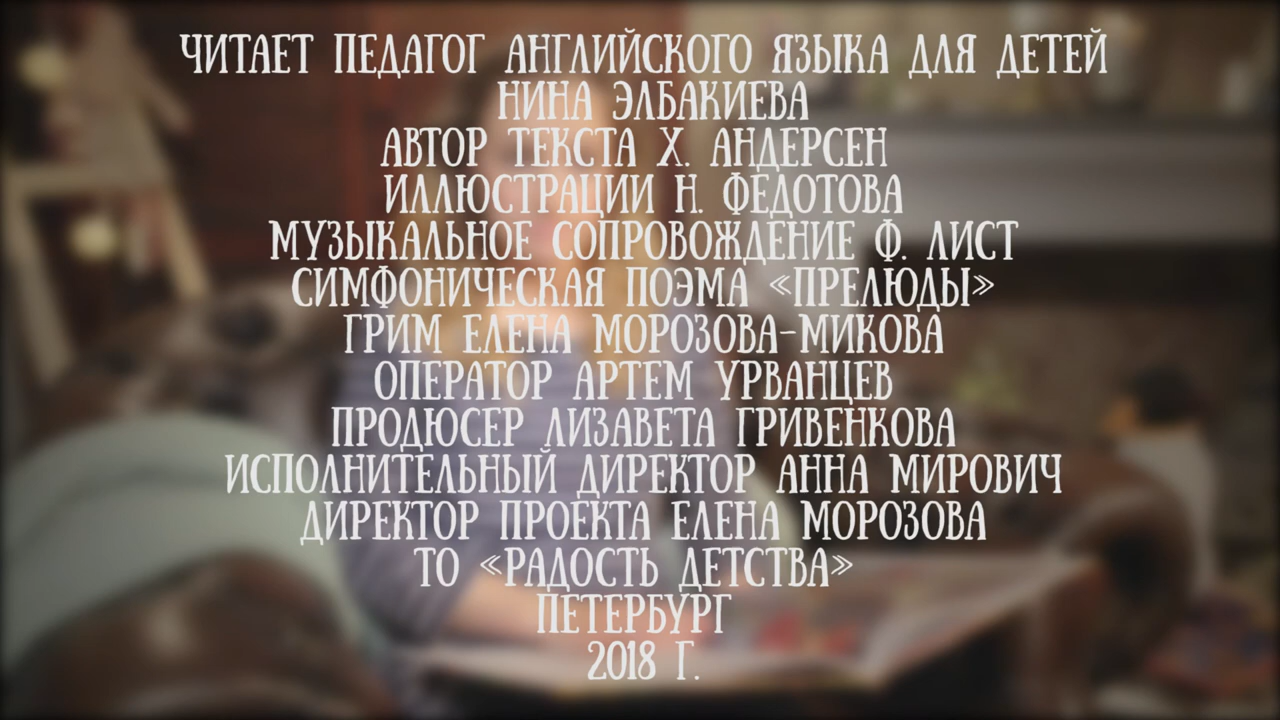 ЧИТАЕТ ПЕДАГОГ АНГЛИЙСКОГО ЯЗЫКА ДЛЯ ДЕТЕЙ
НИНА ЭЛБАКИЕВА
АВТОР ТЕКСТА Х. АНДЕРСЕН
ИЛЛЮСТРАЦИИ Н. ФЕДОТОВА
МУЗЫКАЛЬНОЕ СОПРОВОЖДЕНИЕ Ф. ЛИСТ
СИМФОНИЧЕСКАЯ ПОЭМА «ПРЕЛЮДЫ»
ГРИМ ЕЛЕНА МОРОЗОВА-МИКОВА
ОПЕРАТОР АРТЕМ УРВАНЦЕВ
ПРОДЮСЕР ЛИЗАВЕТА ГРИВЕНКОВА
ИСПОЛНИТЕЛЬНЫЙ ДИРЕКТОР АННА МИРОВИЧ
ДИРЕКТОР ПРОЕКТА ЕЛЕНА МОРОЗОВА
ТО «РАДОСТЬ ДЕТСТВА»
ПЕТЕРБУРГ
2018 Г.